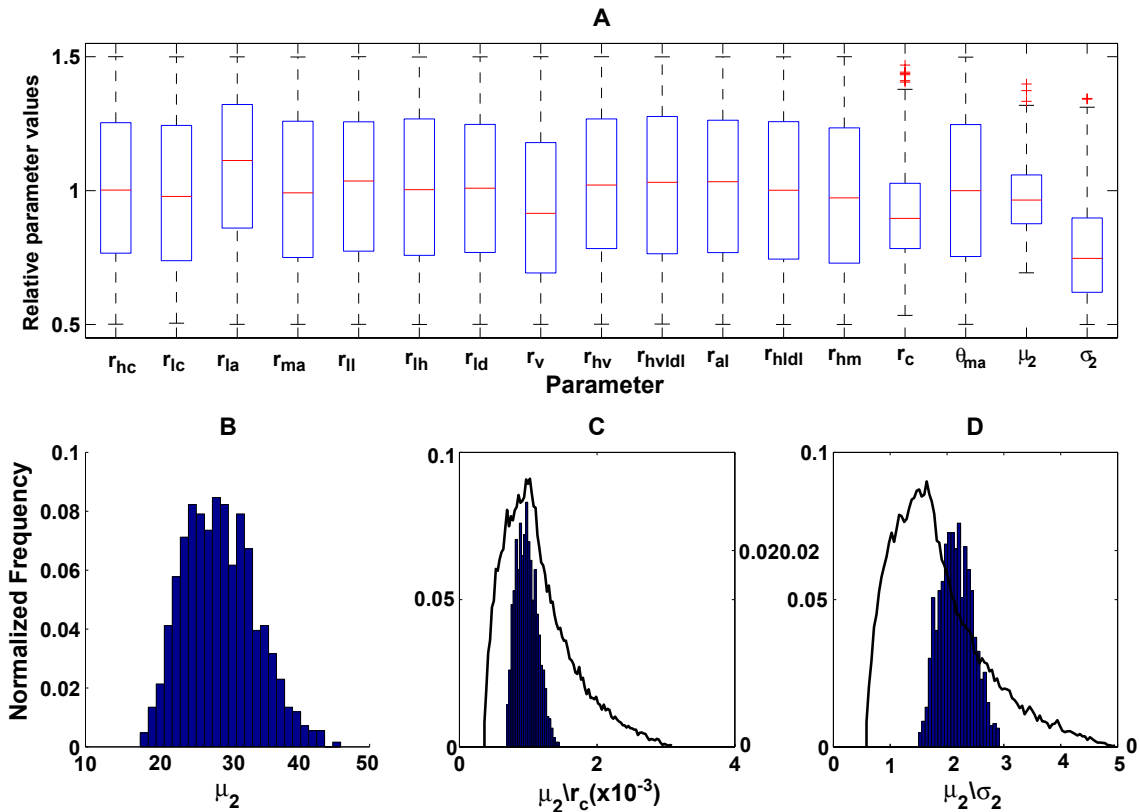 A
Relative parameter values
1.5
1
0.5
r_hc r_lc r_la r_ma r_ll r_lh r_ld r_v r_hv r_hvldl r_al r_hldl r_hm r_c θ_ma μ_2 σ_2
Parameter
B
Normalized Frequency
0.1
0.08
0.06
0.04
0.02
0
10 20 30 40 50
μ_2
C
0.1
0.05
0
0.02
0
0 2 4
μ_2\r_c(x10^-3)
D
0.1
0.05
0
0.02
0
0 1 2 3 4 5
μ_2\σ_2